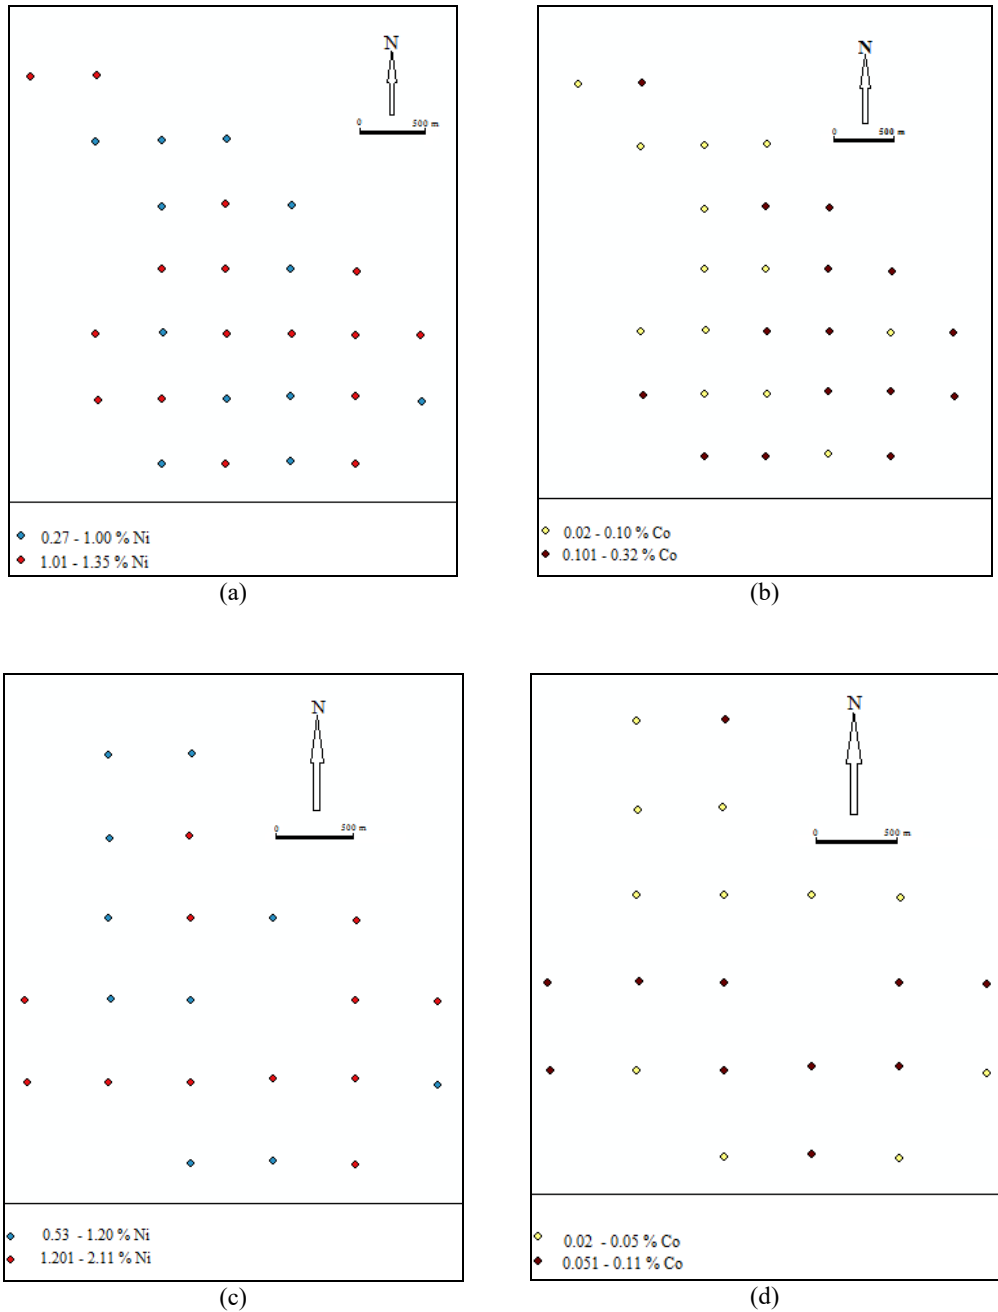 N
0 500 m
0.27 - 1.00 % Ni
1.01 - 1.35 % Ni
(a)
N
0 500 m
0.02 - 0.10 % Co
0.101 - 0.32 % Co
(b)
N
0 500 m
0.53 - 1.20 % Ni
1.201 - 2.11 % Ni
(c)
N
0 500 m
0.02 - 0.05 % Co
0.051 - 0.11 % Co
(d)